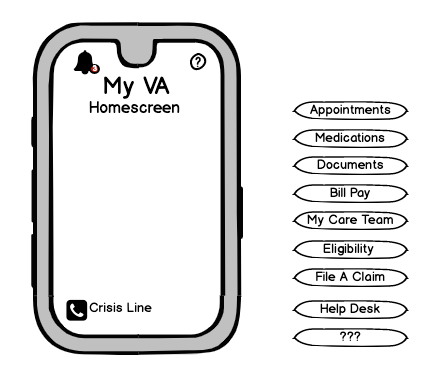 ?
My VA
Homescreen
Crisis Line
Appointments
Medications
Documents
Bill Pay
My Care Team
Eligibility
File A Claim
Help Desk
???